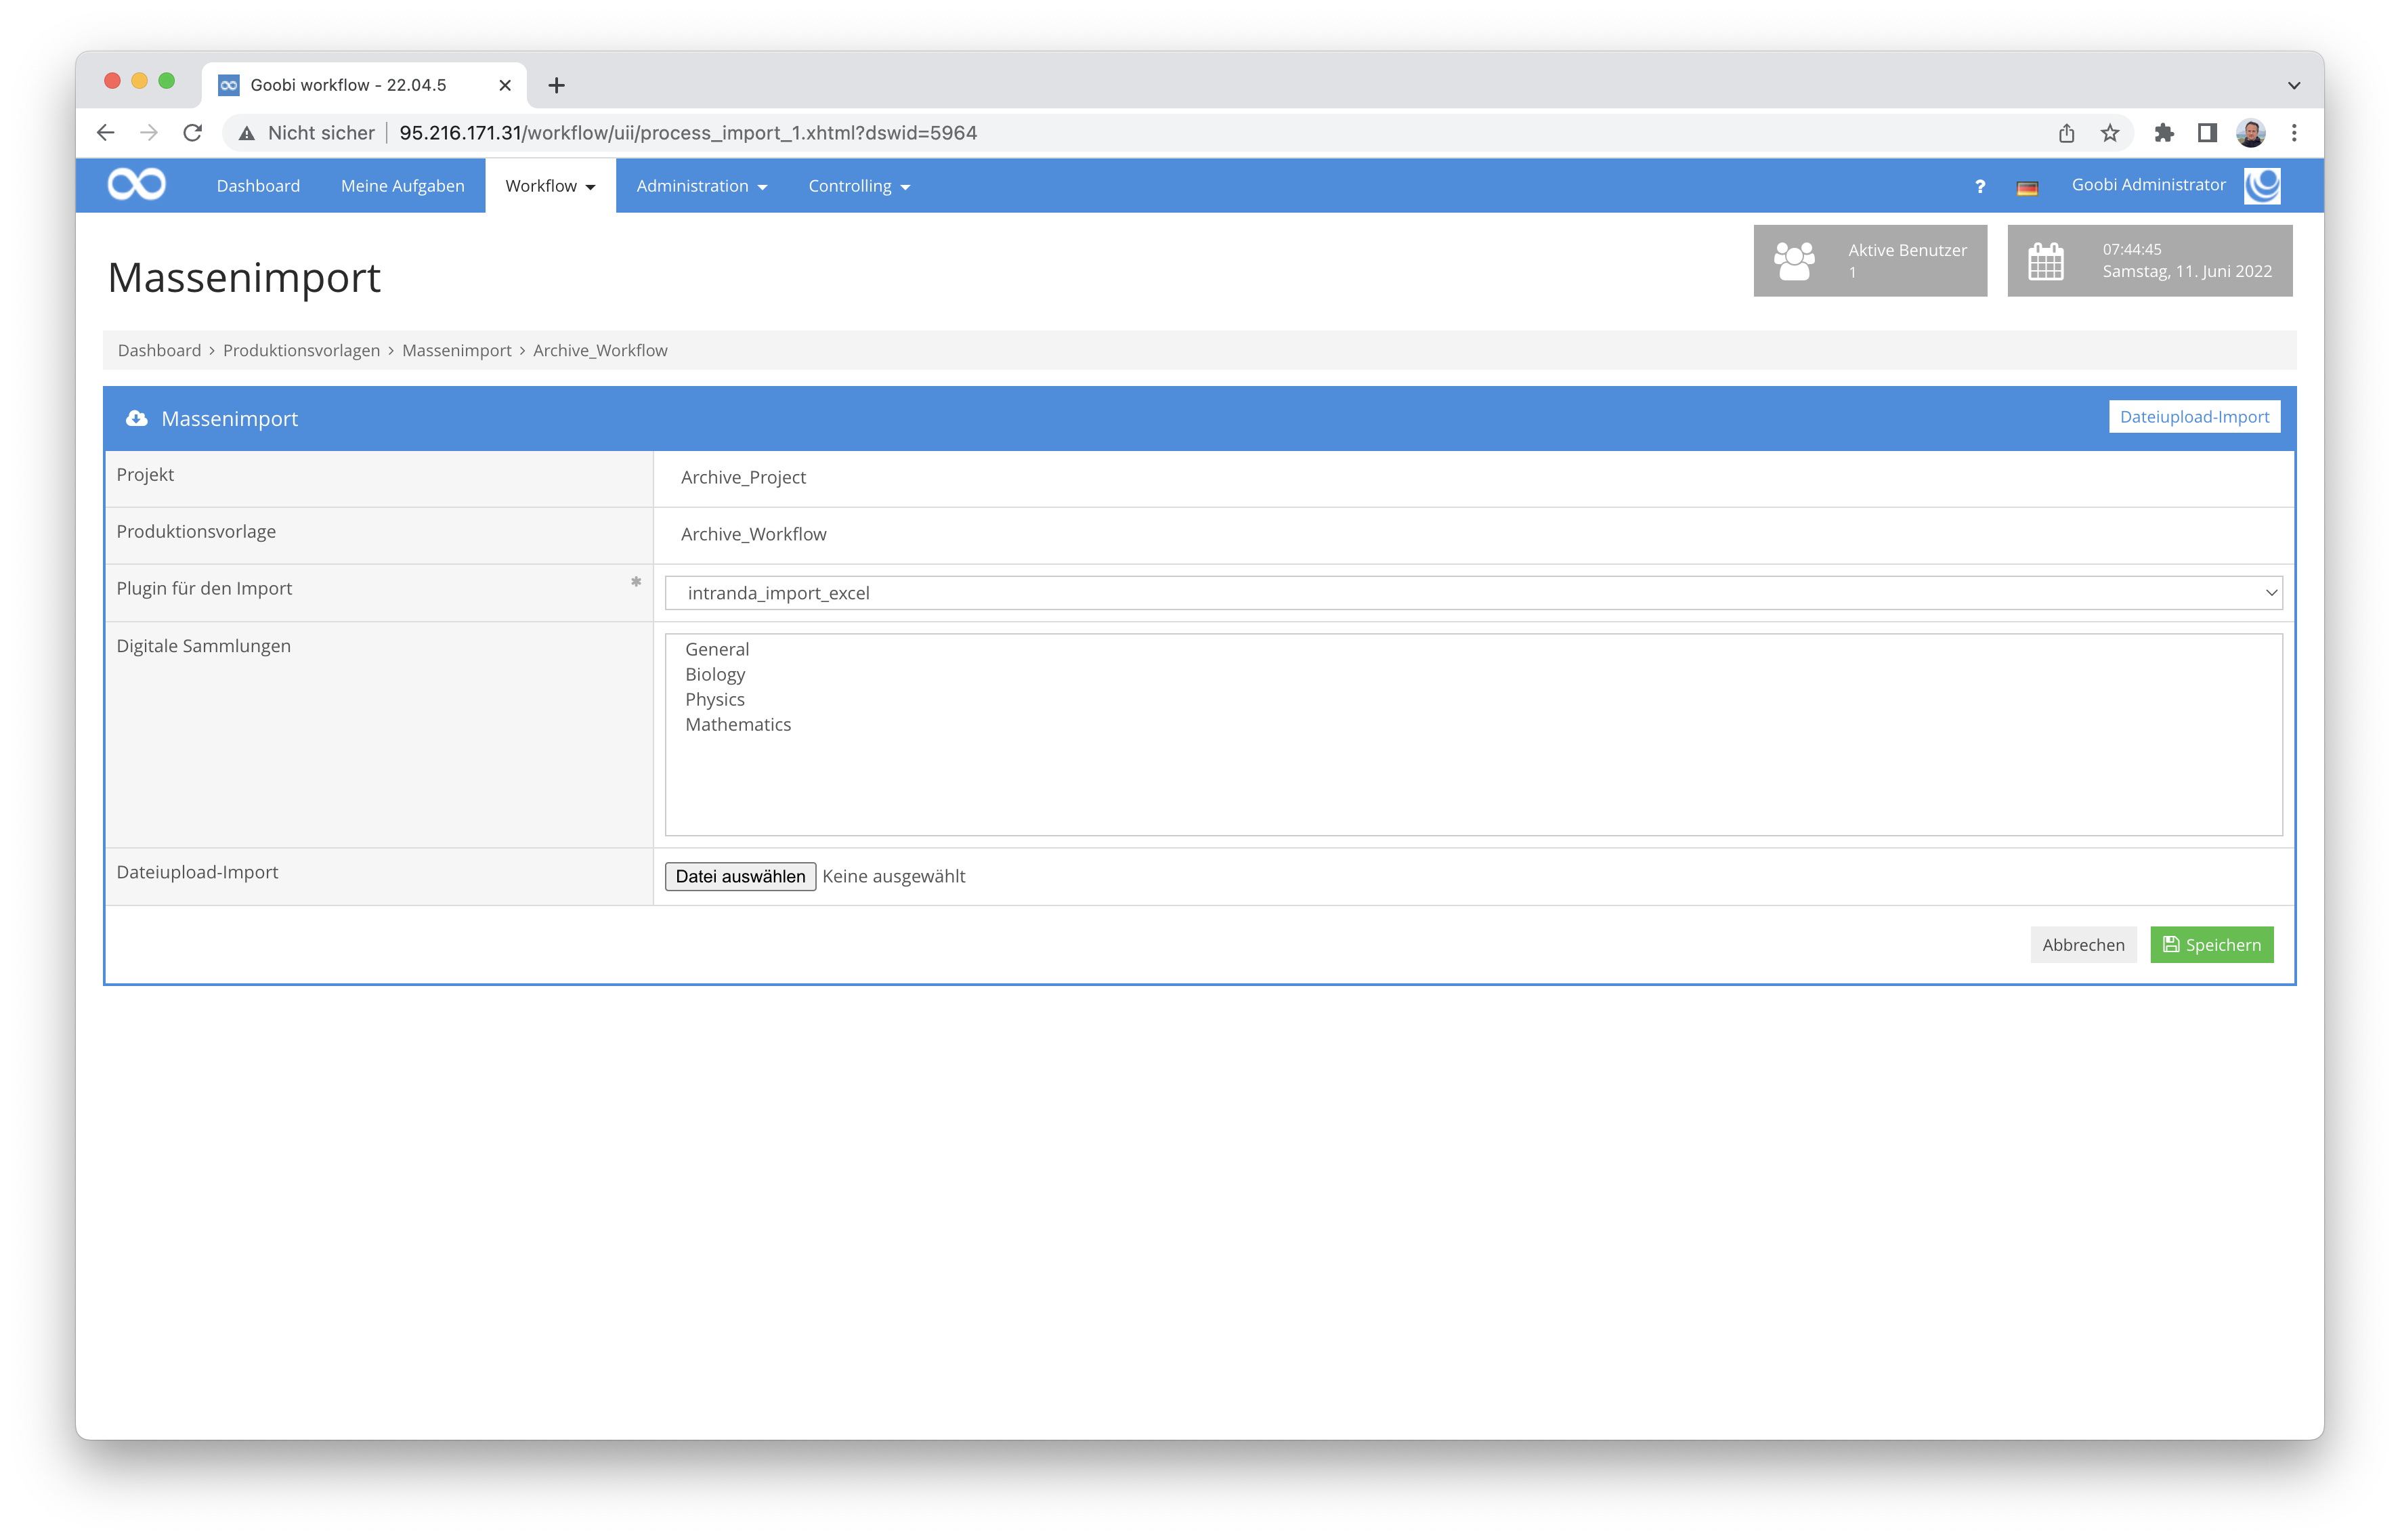 Goobi workflow - 22.04.5
Nicht sicher 95.216.171.31/workflow/uii/process_import_1.xhtml?dswid=5964
Dashboard Meine Aufgaben Workflow Administration Controlling ? Goobi Administrator
Massenimport
Aktive Benutzer
1
07:44:45
Samstag, 11. Juni 2022
Dashboard › Produktionsvorlagen › Massenimport › Archive_Workflow
Massenimport Dateiupload-Import
Projekt Archive_Project
Produktionsvorlage Archive_Workflow
Plugin für den Import * intranda_import_excel
Digitale Sammlungen General
Biology
Physics
Mathematics
Dateiupload-Import Datei auswählen Keine ausgewählt
Abbrechen Speichern